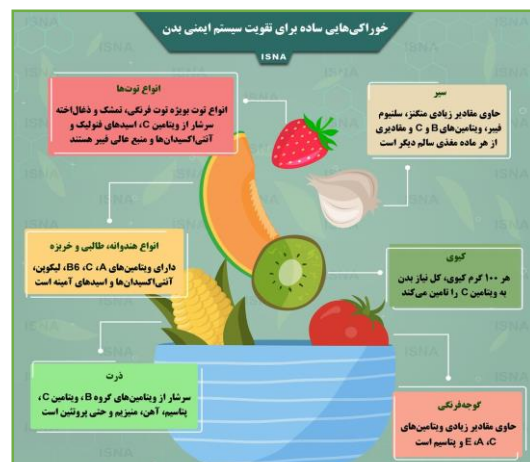 خوراکی‌هایی ساده برای تقویت سیستم ایمنی بدن
ISNA
انواع توت‌ها
انواع توت بویژه توت فرنگی، تمشک و ذغال‌اخته
سرشار از ویتامین C، اسیدهای فنولیک و
آنتی‌اکسیدان‌ها و منبع عالی فیبر هستند
سیر
حاوی مقادیر زیادی منگنز، سلنیوم
فیبر، ویتامین‌های B و C و مقادیری
از هر ماده مغذی سالم دیگر است
انواع هندوانه، طالبی و خربزه
دارای ویتامین‌های B6 ،C ،A، لیکوپن،
آنتی‌اکسیدان‌ها و اسیدهای آمینه است
کیوی
هر ۱۰۰ گرم کیوی، کل نیاز بدن
به ویتامین C را تامین می‌کند
ذرت
سرشار از ویتامین‌های گروه B، ویتامین C،
پتاسیم، آهن، منیزیم و حتی پروتئین است
گوجه‌فرنگی
حاوی مقادیر زیادی ویتامین‌های
E ،A ،C و پتاسیم است